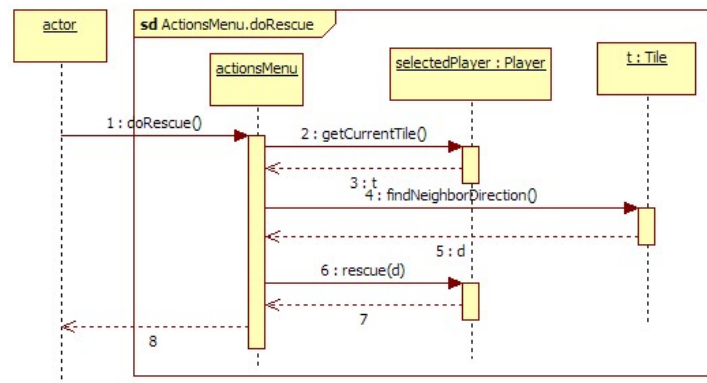 actor
sd ActionsMenu.doRescue
actionsMenu
selectedPlayer : Player
t : Tile
1 : doRescue()
2 : getCurrentTile()
3 : t
4 : findNeighborDirection()
5 : d
6 : rescue(d)
7
8